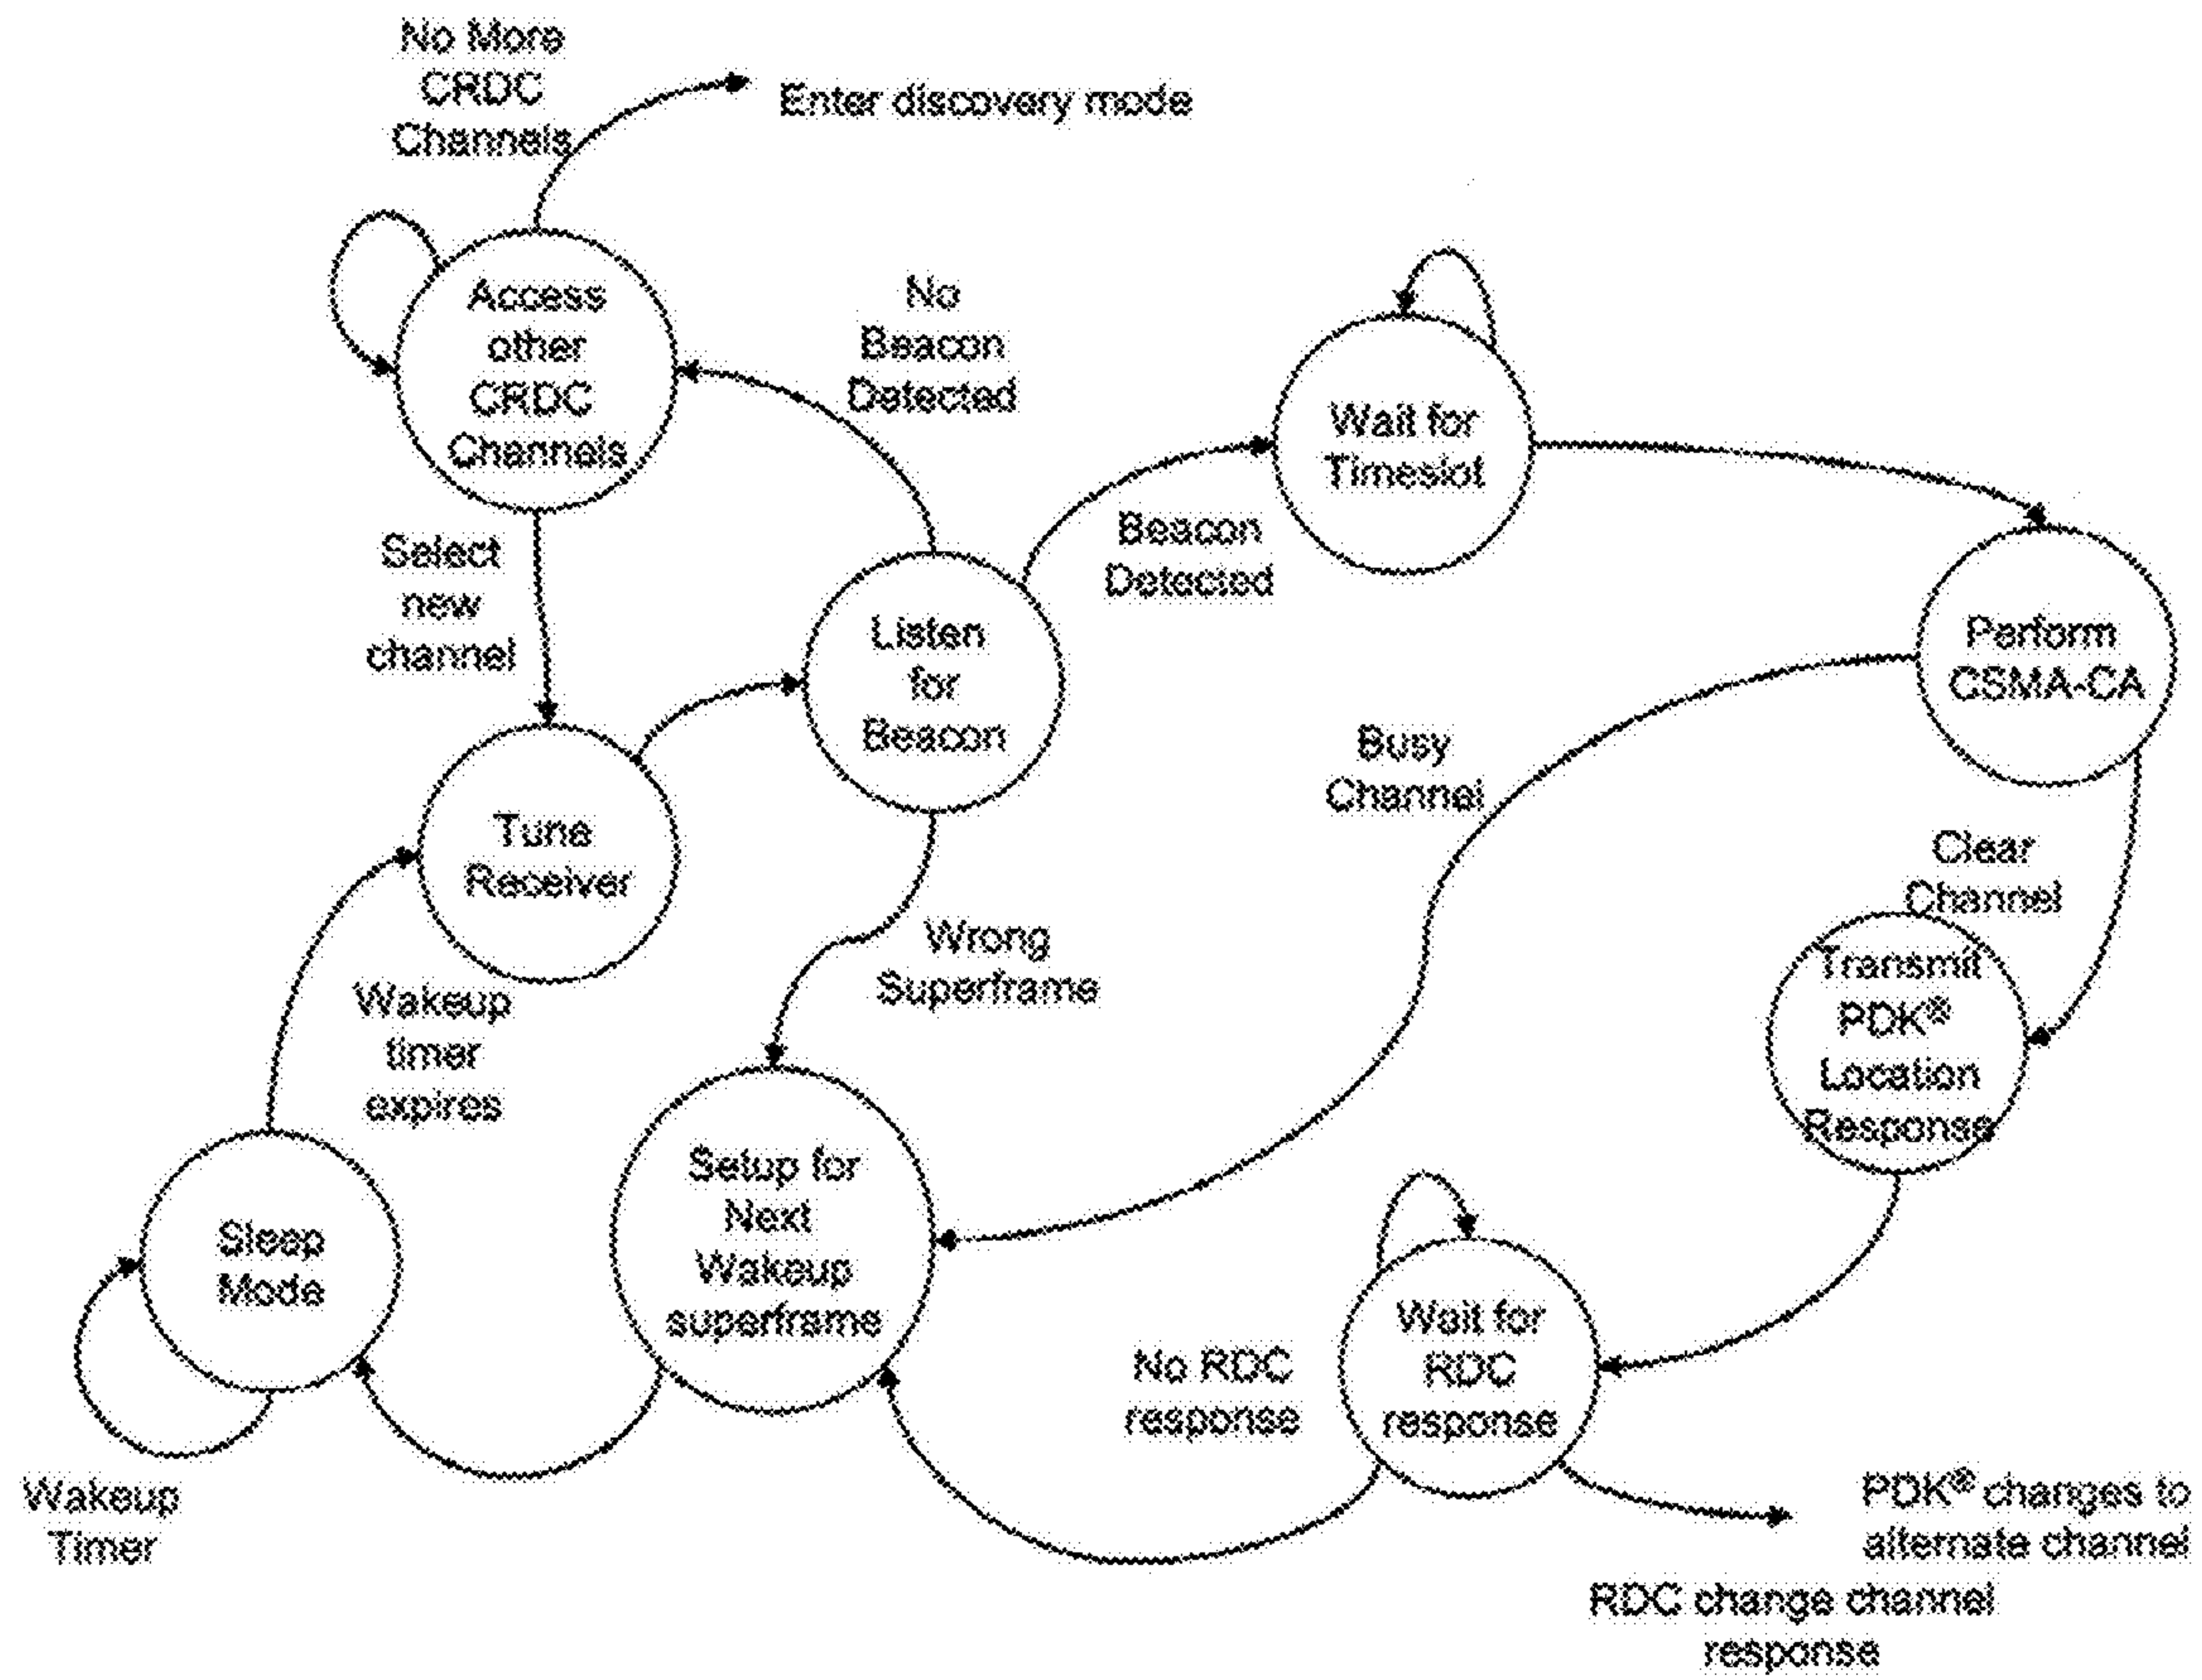 No More
CRDC
Channels
Enter discovery mode
Access
other
CRDC
Channels
No
Beacon
Detected
Wait for
Timeslot
Beacon
Detected
Select
new
channel
Listen
for
Beacon
Perform
CSMA-CA
Busy
Channel
Tune
Receiver
Clear
Channel
Wrong
Superframe
Transmit
PDK®
Location
Response
Wakeup
timer
expires
Setup for
Next
Wakeup
superframe
Sleep
Mode
Wait for
RDC
response
No RDC
response
Wakeup
Timer
PDK® changes to
alternate channel
RDC change channel
response